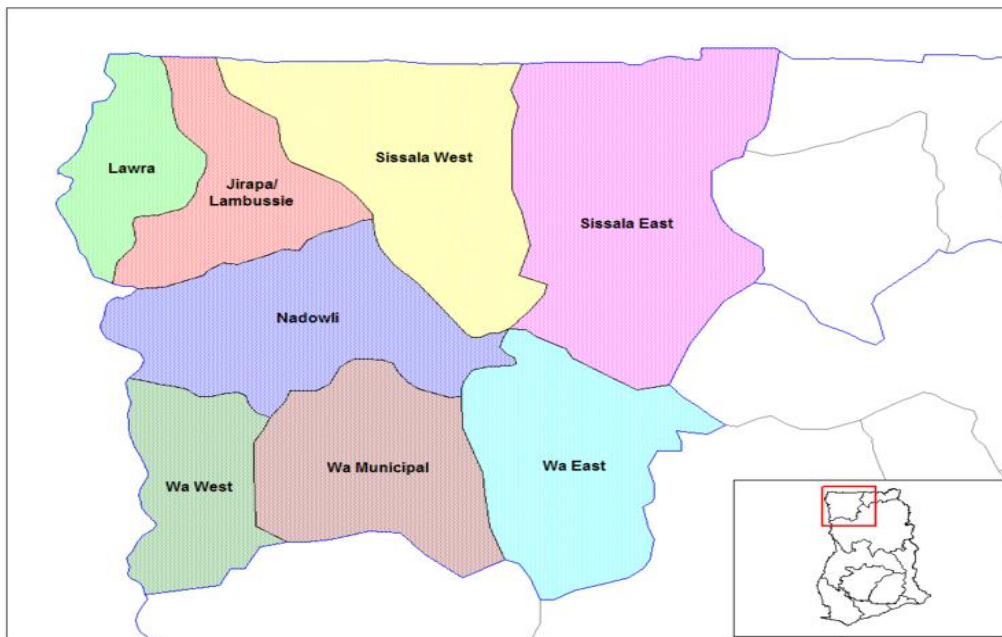 Lawra
Jirapa/
Lambussie
Sissala West
Sissala East
Nadowli
Wa West
Wa Municipal
Wa East